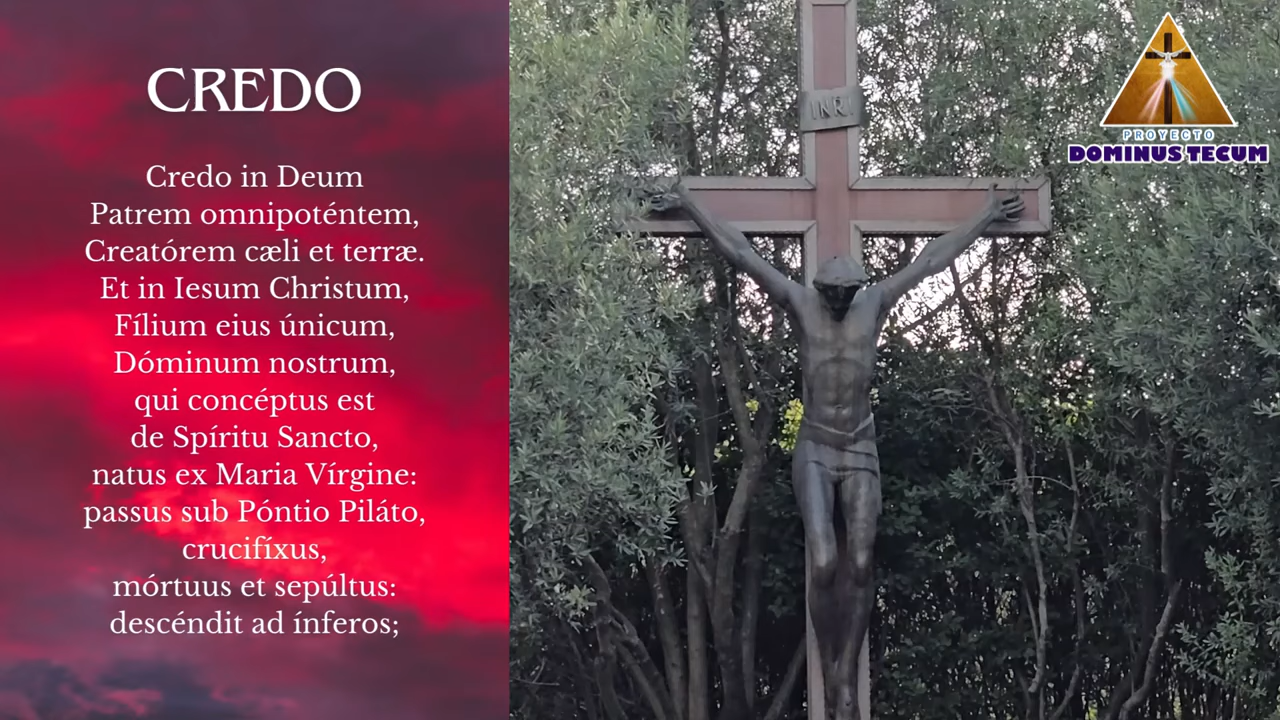 CREDO
Credo in Deum
Patrem omnipoténtem,
Creatórem cæli et terræ.
Et in Iesum Christum,
Fílium eius únicum,
Dóminum nostrum,
qui concéptus est
de Spíritu Sancto,
natus ex Maria Vírgine:
passus sub Póntio Piláto,
crucifíxus,
mórtuus et sepúltus:
descéndit ad ínferos;
INRI
PROYECTO
DOMINUS TECUM